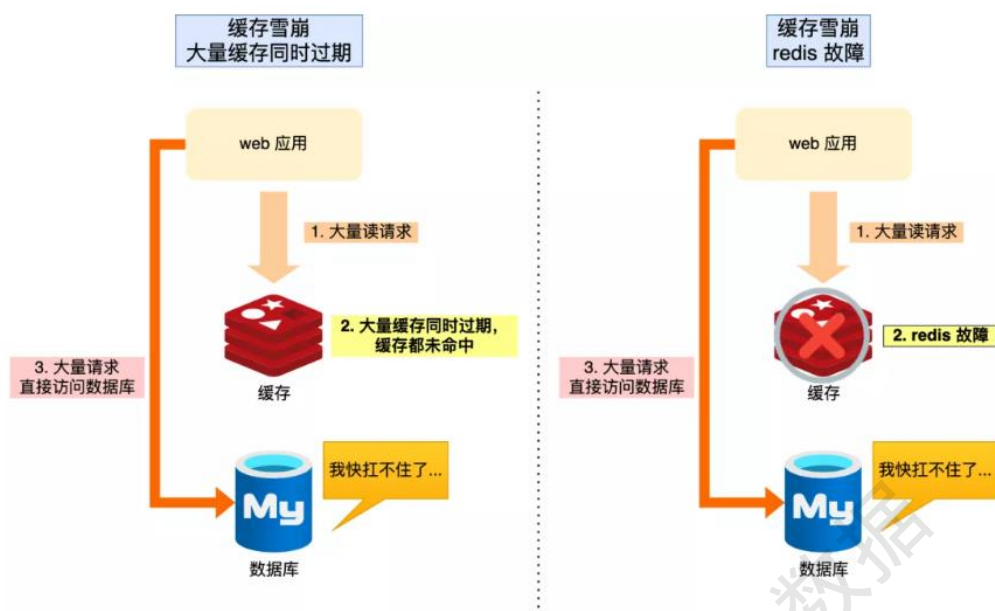 缓存雪崩
大量缓存同时过期
web 应用
1. 大量读请求
2. 大量缓存同时过期，
缓存都未命中
3. 大量请求
直接访问数据库
缓存
我快扛不住了...
My
数据库
缓存雪崩
redis 故障
web 应用
1. 大量读请求
2. redis 故障
3. 大量请求
直接访问数据库
缓存
我快扛不住了...
My
数据库
数据